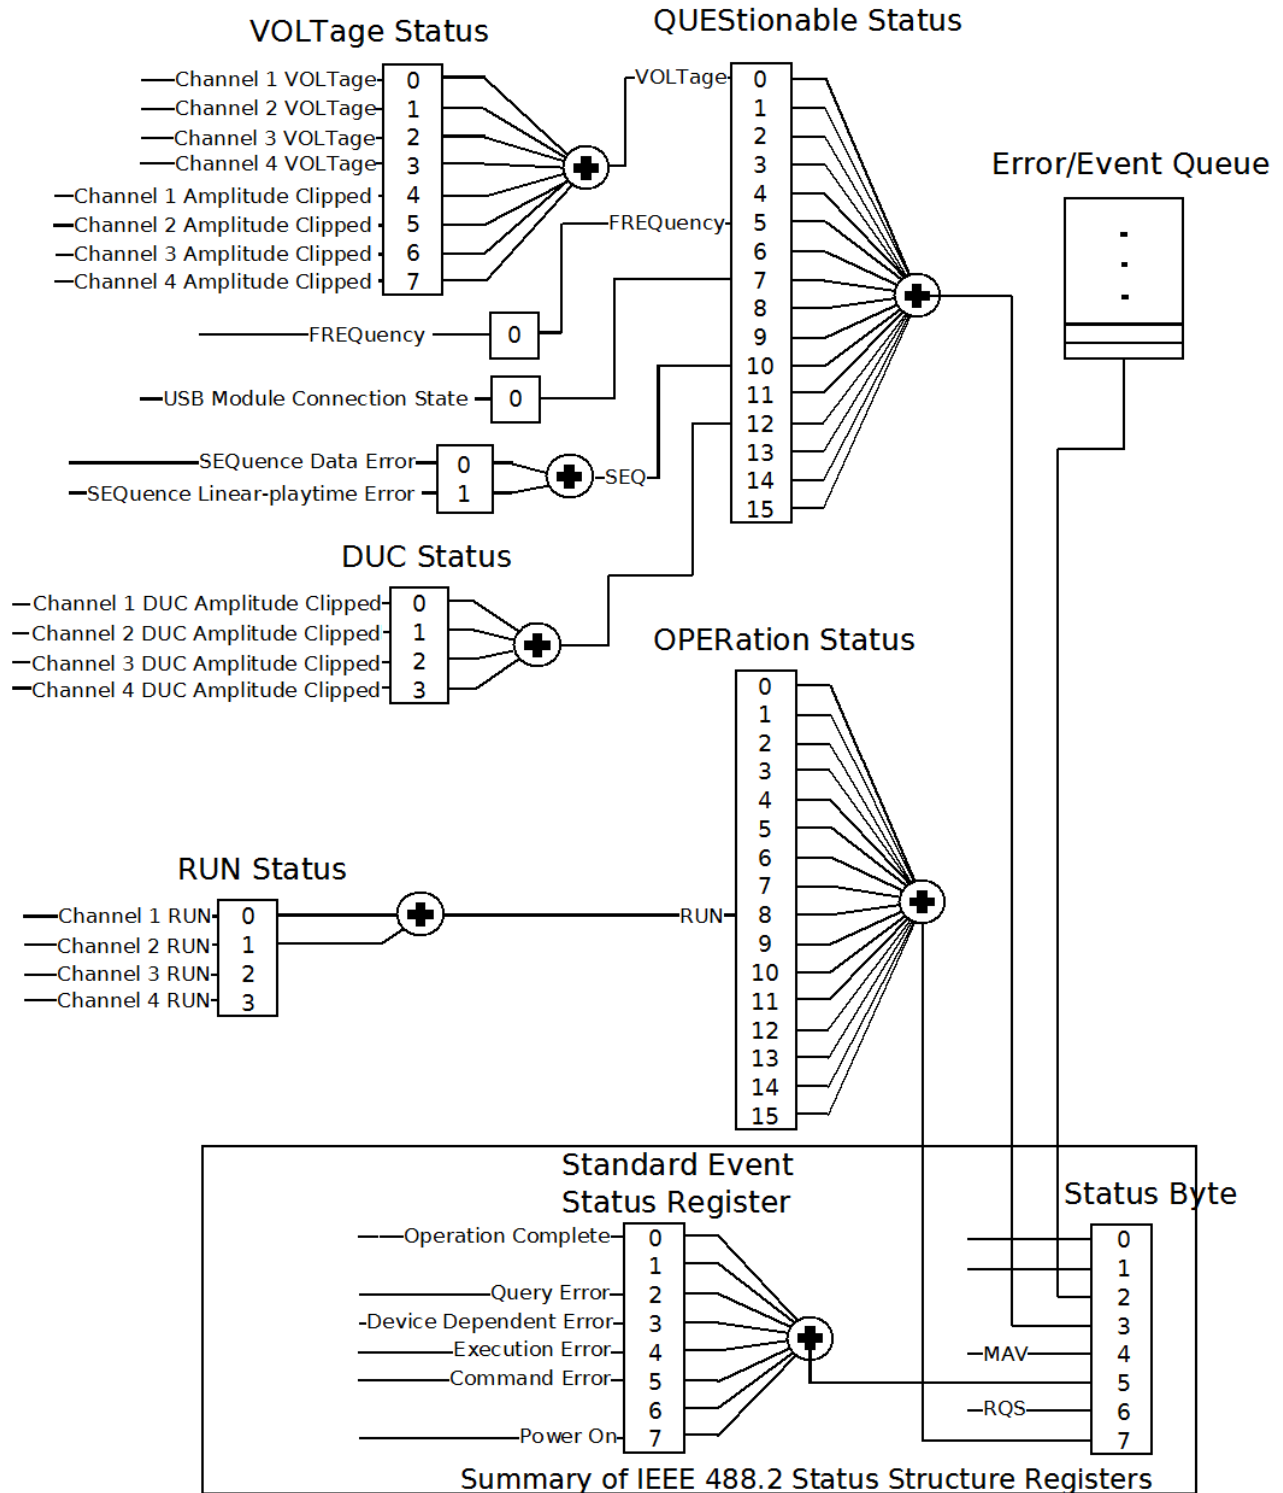 VOLTage Status
Channel 1 VOLTage 0
Channel 2 VOLTage 1
Channel 3 VOLTage 2
Channel 4 VOLTage 3
Channel 1 Amplitude Clipped 4
Channel 2 Amplitude Clipped 5
Channel 3 Amplitude Clipped 6
Channel 4 Amplitude Clipped 7
FREQuency 0
USB Module Connection State 0
SEQuence Data Error 0
SEQuence Linear-playtime Error 1
SEQ
QUEStionable Status
VOLTage 0
1
2
3
4
FREQuency 5
6
7
8
9
10
11
12
13
14
15
Error/Event Queue
DUC Status
Channel 1 DUC Amplitude Clipped 0
Channel 2 DUC Amplitude Clipped 1
Channel 3 DUC Amplitude Clipped 2
Channel 4 DUC Amplitude Clipped 3
OPERation Status
0
1
2
3
4
5
6
7
RUN 8
9
10
11
12
13
14
15
RUN Status
Channel 1 RUN 0
Channel 2 RUN 1
Channel 3 RUN 2
Channel 4 RUN 3
Standard Event
Status Register
Operation Complete 0
1
Query Error 2
Device Dependent Error 3
Execution Error 4
Command Error 5
6
Power On 7
Status Byte
0
1
2
3
MAV 4
5
RQS 6
7
Summary of IEEE 488.2 Status Structure Registers